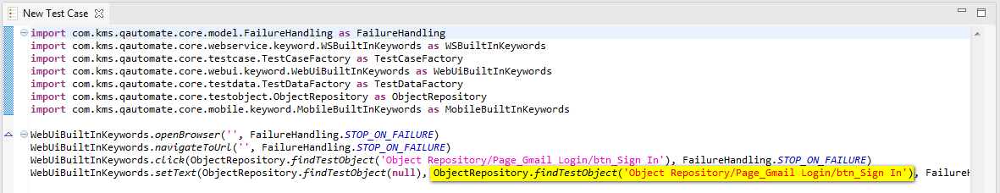 New Test Case
import com.kms.qautomate.core.model.FailureHandling as FailureHandling
import com.kms.qautomate.core.webservice.keyword.WSBuiltInKeywords as WSBuiltInKeywords
import com.kms.qautomate.core.testcase.TestCaseFactory as TestCaseFactory
import com.kms.qautomate.core.webui.keyword.WebUiBuiltInKeywords as WebUiBuiltInKeywords
import com.kms.qautomate.core.testdata.TestDataFactory as TestDataFactory
import com.kms.qautomate.core.testobject.ObjectRepository as ObjectRepository
import com.kms.qautomate.core.mobile.keyword.MobileBuiltInKeywords as MobileBuiltInKeywords
WebUiBuiltInKeywords.openBrowser('', FailureHandling.STOP_ON_FAILURE)
WebUiBuiltInKeywords.navigateToUrl('', FailureHandling.STOP_ON_FAILURE)
WebUiBuiltInKeywords.click(ObjectRepository.findTestObject('Object Repository/Page_Gmail Login/btn_Sign In'), FailureHandling.STOP_ON_FAILURE)
WebUiBuiltInKeywords.setText(ObjectRepository.findTestObject(null), ObjectRepository.findTestObject('Object Repository/Page_Gmail Login/btn_Sign In'),